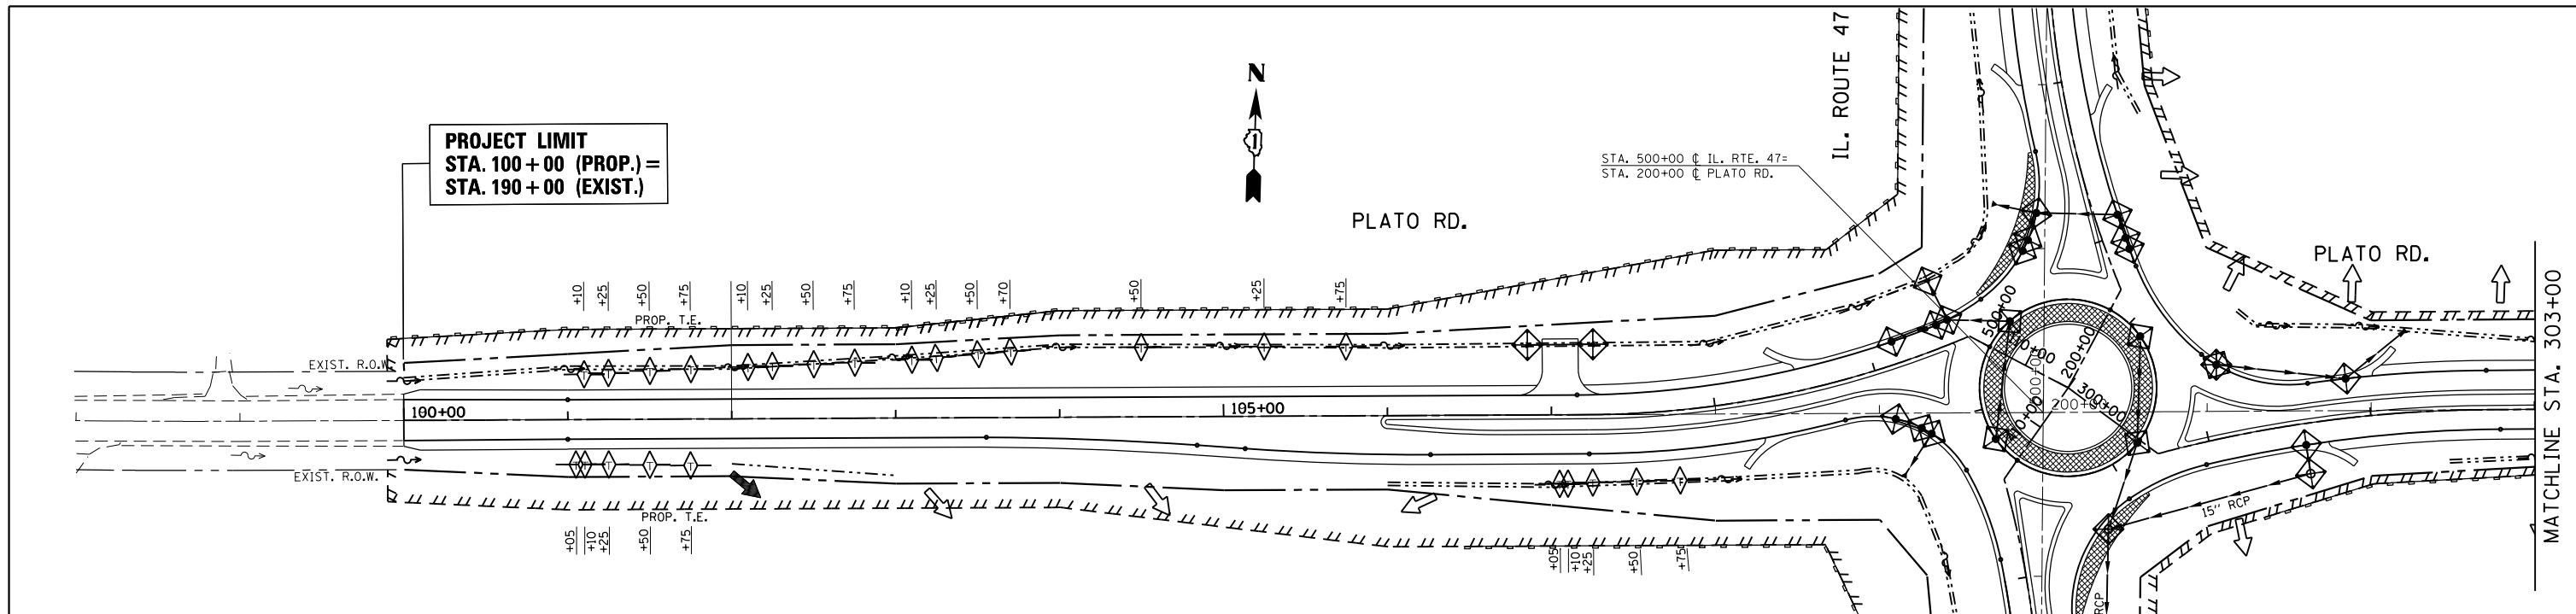 IL. ROUTE 47
N
PROJECT LIMIT
STA. 100+00 (PROP.) =
STA. 190+00 (EXIST.)
STA. 500+00 ℄ IL. RTE. 47=
STA. 200+00 ℄ PLATO RD.
PLATO RD.
PLATO RD.
+10 +25 +50 +75 +10 +25 +50 +75 +10 +25 +50 +70 +50 +25 +75
PROP. T.E.
EXIST. R.O.W.
T T T T T T T T T T T T T T T
500+00
200+00
300+00
200+00
100+00
105+00
T T T T T
T T T T
EXIST. R.O.W.
PROP. T.E.
+05 +10 +25 +50 +75
+05 +10 +25 +50 +75
15" RCP
RCP
MATCHLINE STA. 303+00